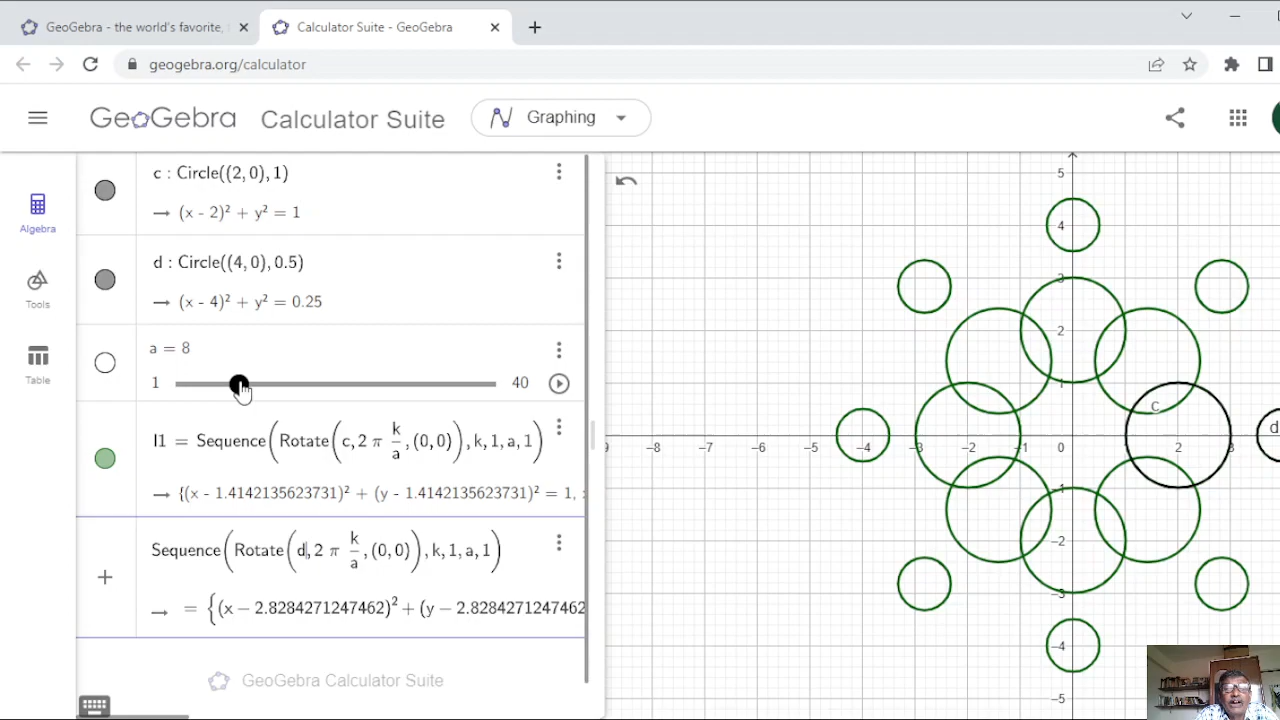 GeoGebra - the world's favorite,
Calculator Suite - GeoGebra
geogebra.org/calculator
GeoGebra Calculator Suite
Graphing
Algebra
Tools
Table
c : Circle((2,0),1)
→ (x - 2)² + y² = 1
d : Circle((4,0),0.5)
→ (x - 4)² + y² = 0.25
a = 8
1 40
l1 = Sequence(Rotate(c,2 π k/a,(0,0)),k,1,a,1)
→ {(x - 1.4142135623731)² + (y - 1.4142135623731)² = 1,
Sequence(Rotate(d,2 π k/a,(0,0)),k,1,a,1)
→ = {(x − 2.8284271247462)² + (y − 2.8284271247462
GeoGebra Calculator Suite
5
4
3
2
1
c
d
9 -8 -7 -6 -5 -4 -3 -2 -1 0 1 2 3
-1
-2
-3
-4
-5